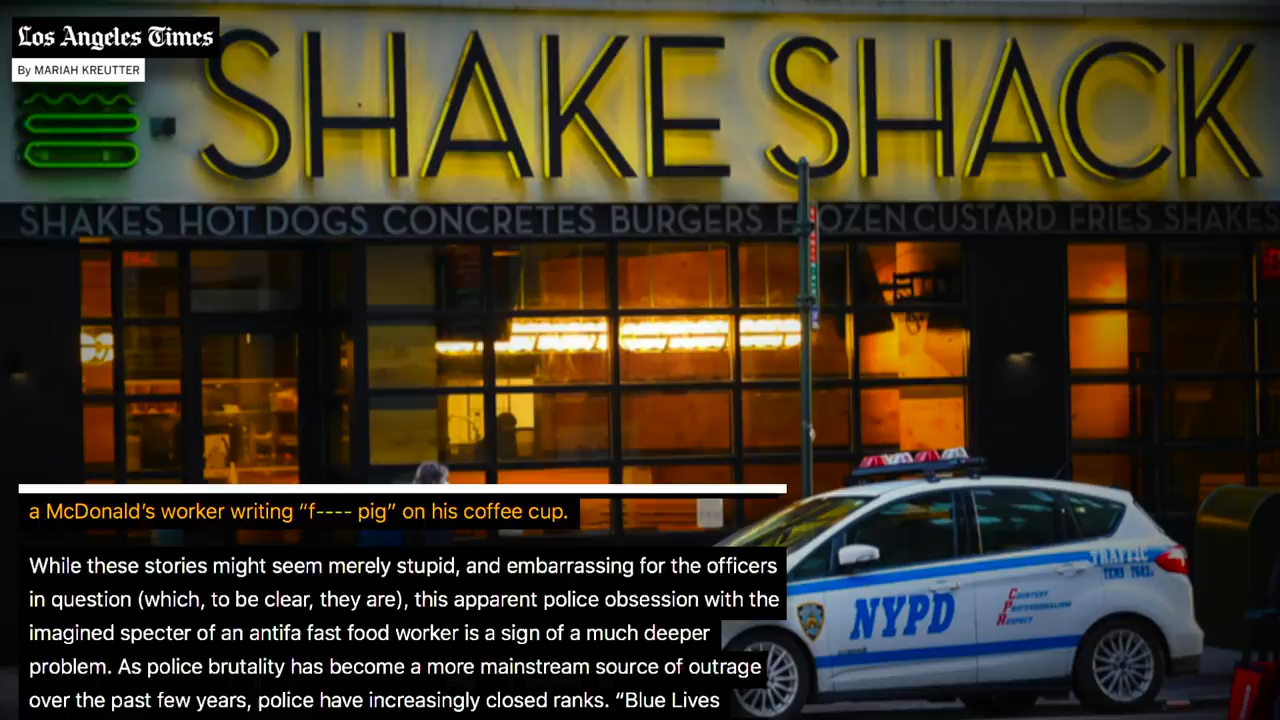 Los Angeles Times
By MARIAH KREUTTER
SHAKE SHACK
SHAKES HOT DOGS CONCRETES BURGERS FROZEN CUSTARD FRIES SHAKES
a McDonald's worker writing "f---- pig" on his coffee cup.
While these stories might seem merely stupid, and embarrassing for the officers
in question (which, to be clear, they are), this apparent police obsession with the
imagined specter of an antifa fast food worker is a sign of a much deeper
problem. As police brutality has become a more mainstream source of outrage
over the past few years, police have increasingly closed ranks. "Blue Lives
TRAFFIC
NYPD
COURTESY
PROFESSIONALISM
RESPECT